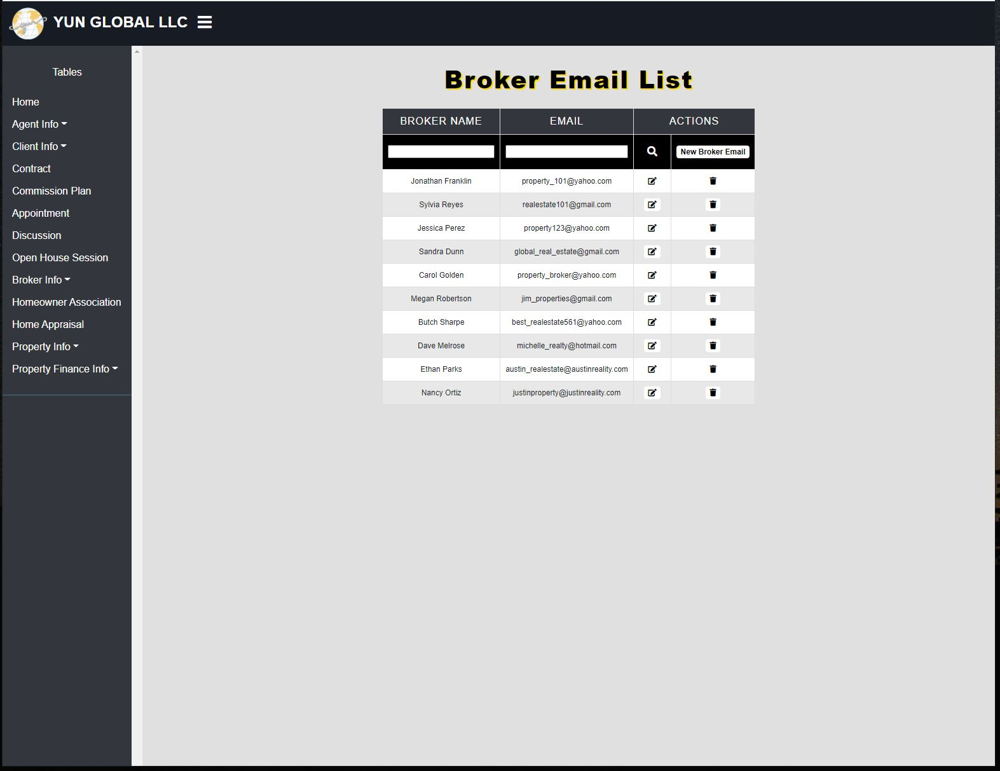 YUN GLOBAL LLC
Tables
Home
Agent Info
Client Info
Contract
Commission Plan
Appointment
Discussion
Open House Session
Broker Info
Homeowner Association
Home Appraisal
Property Info
Property Finance Info
Broker Email List
BROKER NAME EMAIL ACTIONS
New Broker Email
Jonathan Franklin property_101@yahoo.com
Sylvia Reyes realestate101@gmail.com
Jessica Perez property123@yahoo.com
Sandra Dunn global_real_estate@gmail.com
Carol Golden property_broker@yahoo.com
Megan Robertson jim_properties@gmail.com
Butch Sharpe best_realestate561@yahoo.com
Dave Melrose michelle_realty@hotmail.com
Ethan Parks austin_realestate@austinreality.com
Nancy Ortiz justinproperty@justinreality.com